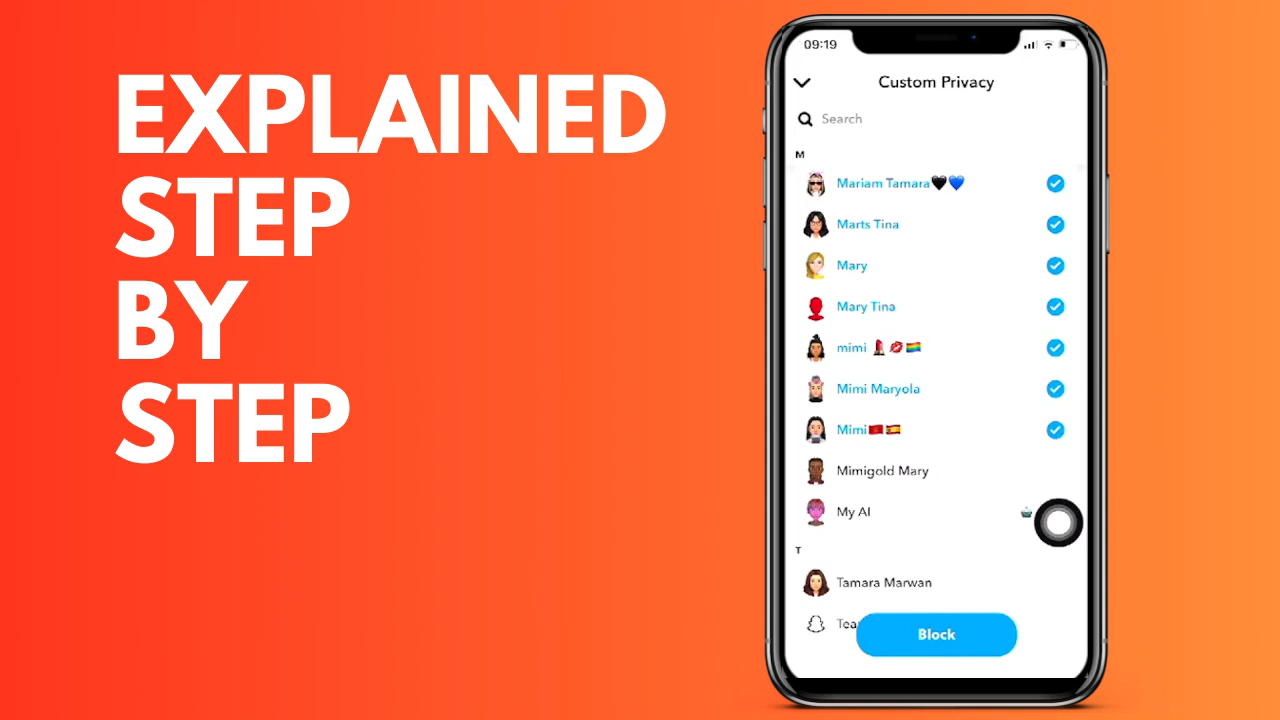 EXPLAINED
STEP
BY
STEP
09:19
Custom Privacy
Search
M
Mariam Tamara🖤💙
Marts Tina
Mary
Mary Tina
mimi 💄💋🏳️‍🌈
Mimi Maryola
Mimi🇲🇦🇪🇸
Mimigold Mary
My AI
T
Tamara Marwan
Block